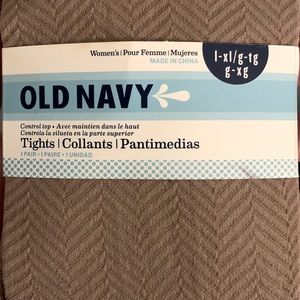 Women's | Pour Femme | Mujeres
MADE IN CHINA
l-xl/g-tg
g-xg
OLD NAVY
Control top • Avec maintien dans le haut
Controla la silueta en la parte superior
Tights | Collants | Pantimedias
1 PAIR • 1 PAIRE • 1 UNIDAD